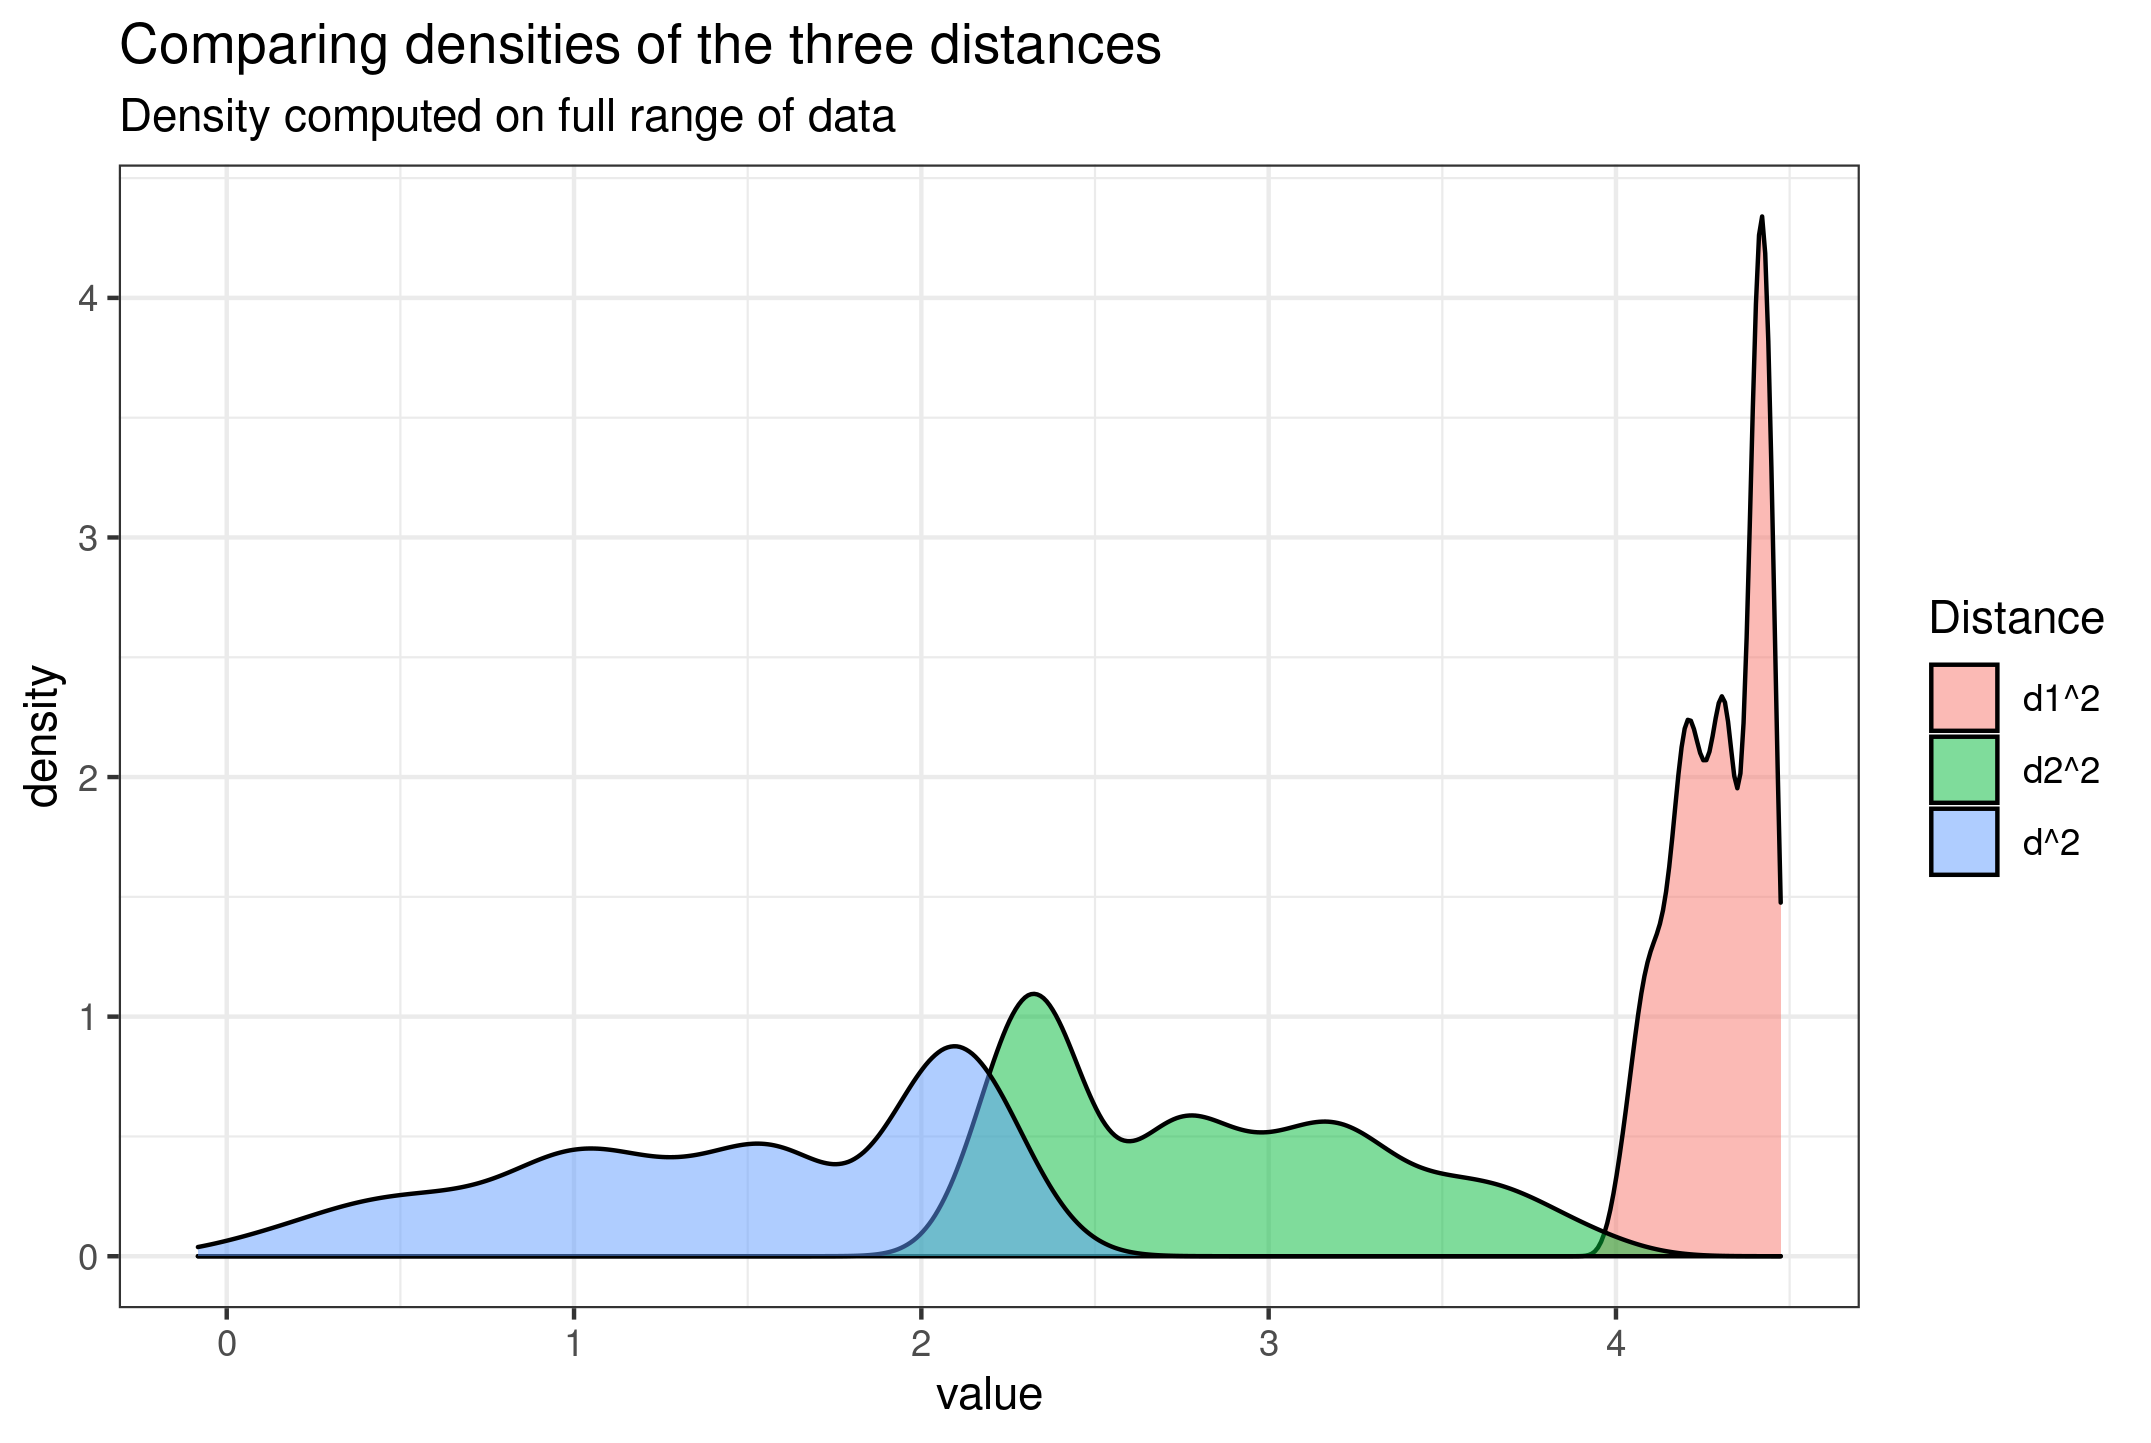 Comparing densities of the three distances
Density computed on full range of data
density
4
3
2
1
0
0 1 2 3 4
value
Distance
d1^2
d2^2
d^2